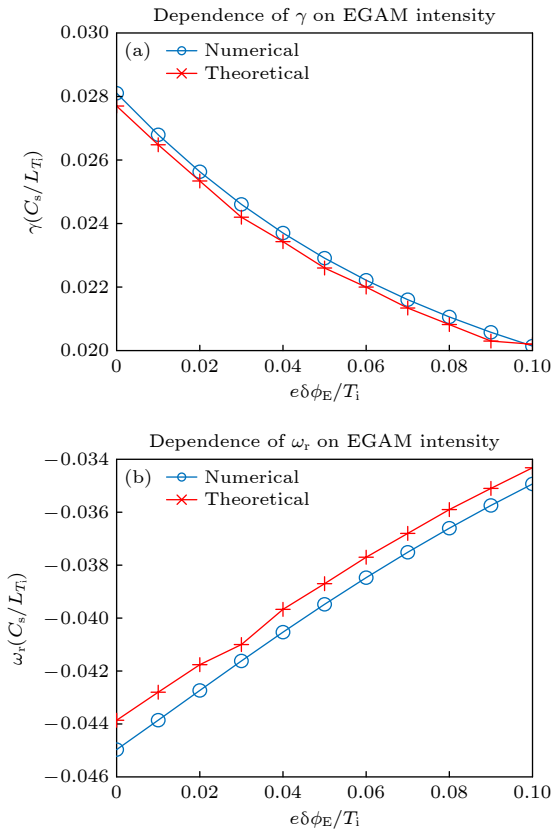 Dependence of γ on EGAM intensity
0.030
(a)
Numerical
Theoretical
0.028
0.026
γ(Cs/LTi)
0.024
0.022
0.020
0
0.02
0.04
0.06
0.08
0.10
eδϕE/Ti
Dependence of ωr on EGAM intensity
−0.034
(b)
Numerical
Theoretical
−0.036
−0.038
−0.040
ωr(Cs/LTi)
−0.042
−0.044
−0.046
0
0.02
0.04
0.06
0.08
0.10
eδϕE/Ti